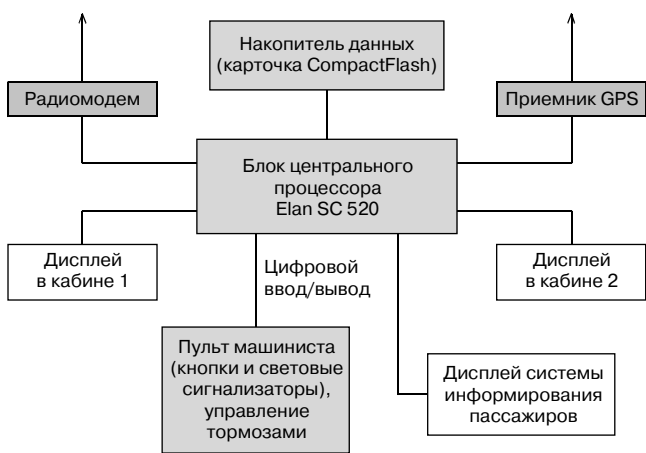 Накопитель данных
(карточка CompactFlash)
Радиомодем
Приемник GPS
Блок центрального
процессора
Elan SC 520
Дисплей
в кабине 1
Цифровой
ввод/вывод
Дисплей
в кабине 2
Пульт машиниста
(кнопки и световые
сигнализаторы),
управление
тормозами
Дисплей системы
информирования
пассажиров